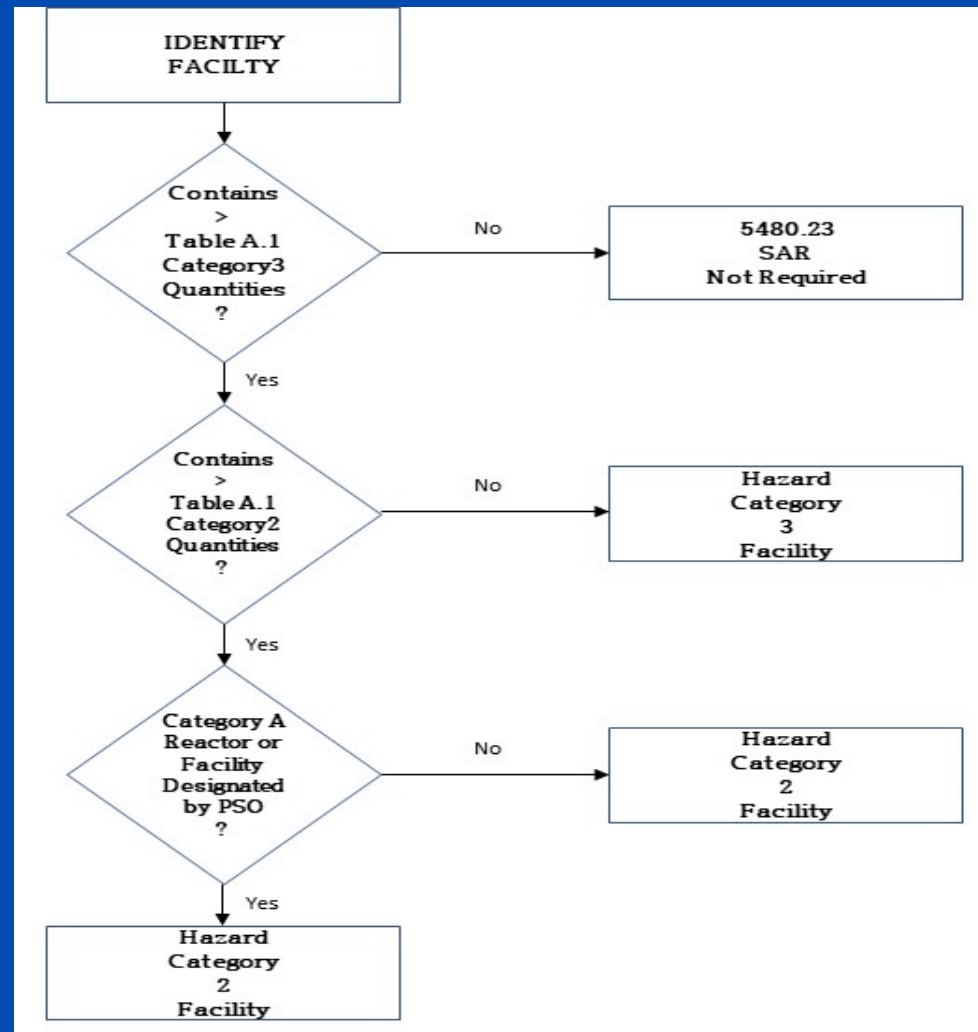 IDENTIFY
FACILTY
Contains
>
Table A.1
Category3
Quantities
?
No
5480.23
SAR
Not Required
Yes
Contains
>
Table A.1
Category2
Quantities
?
No
Hazard
Category
3
Facility
Yes
Category A
Reactor or
Facility
Designated
by PSO
?
No
Hazard
Category
2
Facility
Yes
Hazard
Category
2
Facility